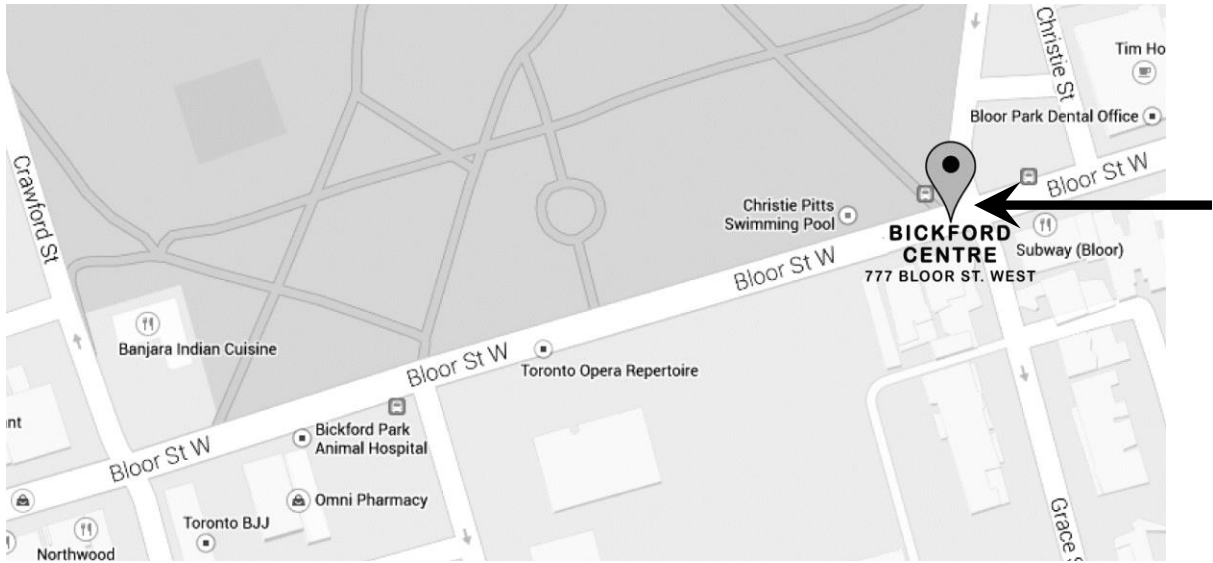 Christie St
Tim Ho
Bloor Park Dental Office
Bloor St W
Crawford St
Christie Pitts
Swimming Pool
BICKFORD
CENTRE
777 BLOOR ST. WEST
Subway (Bloor)
Bloor St W
Banjara Indian Cuisine
Bloor St W
Toronto Opera Repertoire
nt
Bickford Park
Animal Hospital
Bloor St W
Omni Pharmacy
Toronto BJJ
Grace S
Northwood